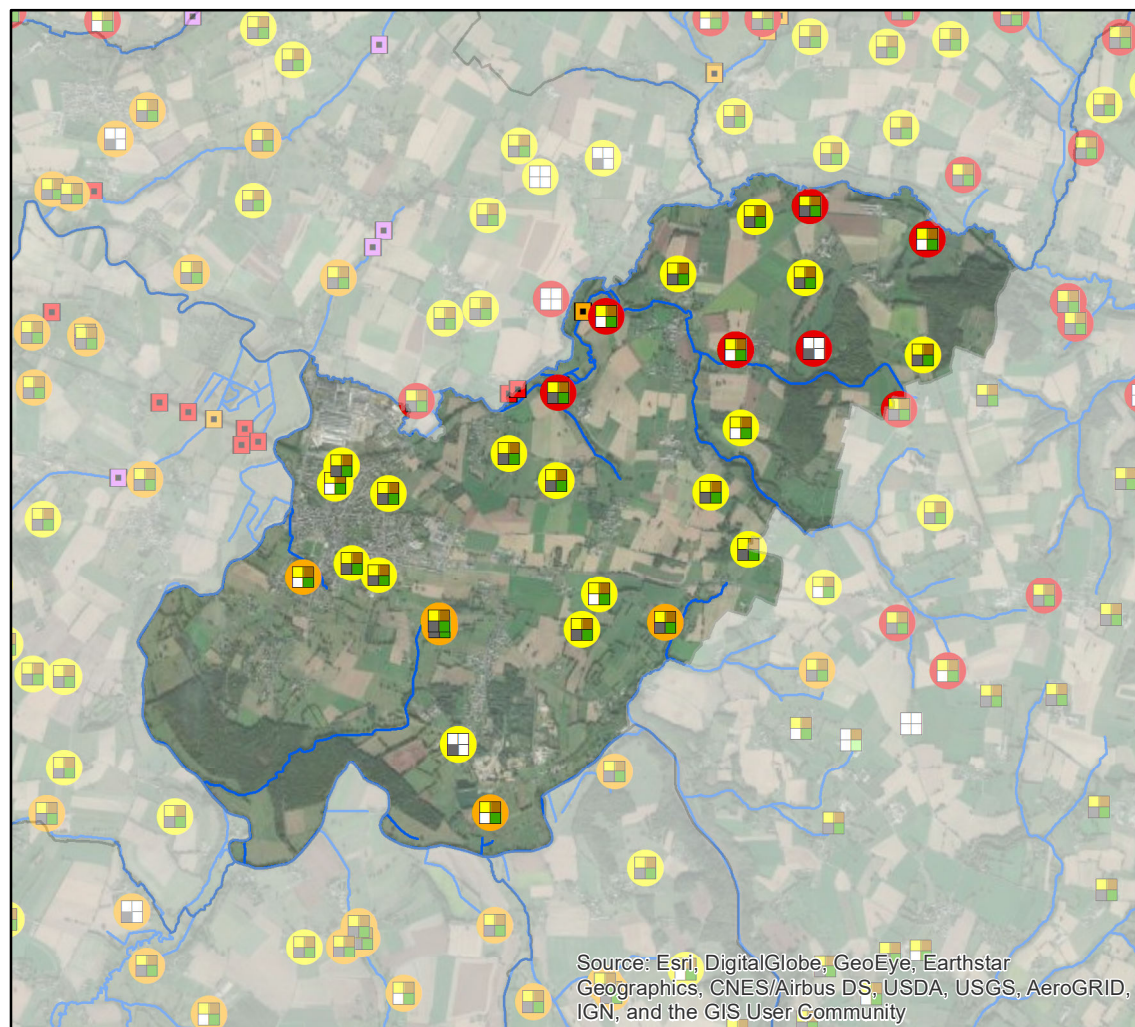 Source: Esri, DigitalGlobe, GeoEye, Earthstar
Geographics, CNES/Airbus DS, USDA, USGS, AeroGRID,
IGN, and the GIS User Community